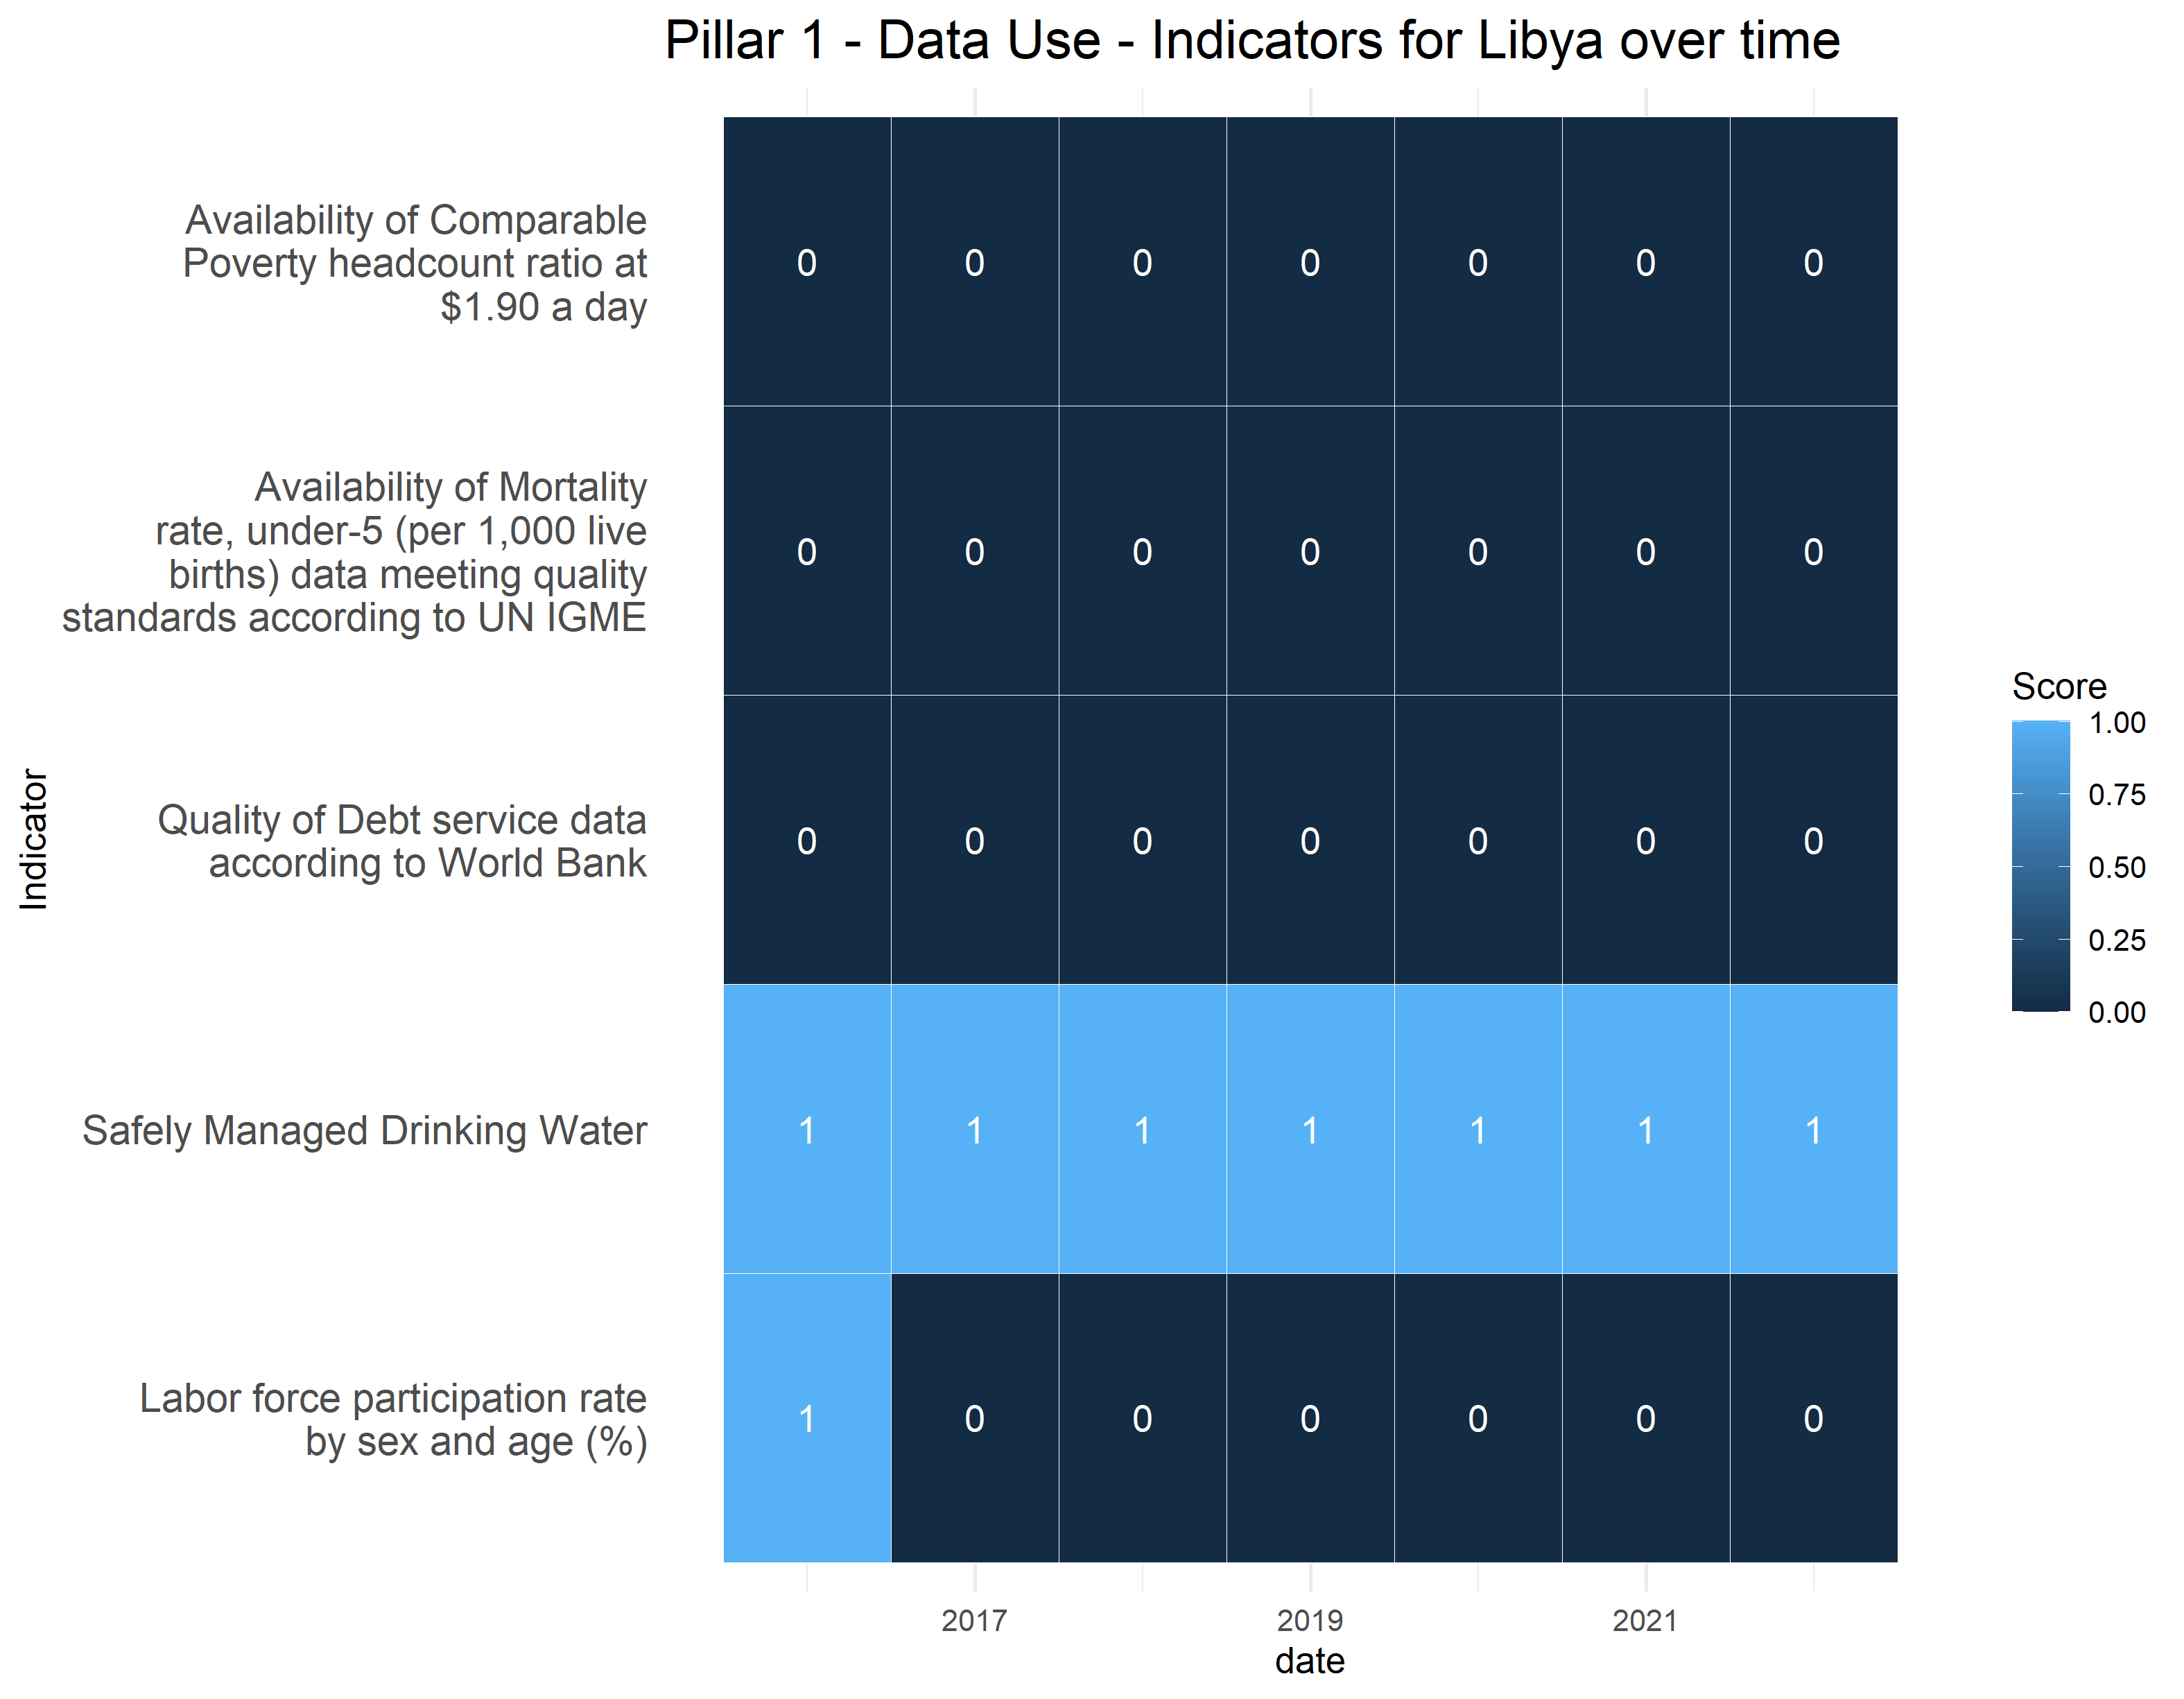 Pillar 1 - Data Use - Indicators for Libya over time
Indicator
Availability of Comparable
Poverty headcount ratio at
$1.90 a day
0 0 0 0 0 0 0
Availability of Mortality
rate, under-5 (per 1,000 live
births) data meeting quality
standards according to UN IGME
0 0 0 0 0 0 0
Quality of Debt service data
according to World Bank
0 0 0 0 0 0 0
Safely Managed Drinking Water
1 1 1 1 1 1 1
Labor force participation rate
by sex and age (%)
1 0 0 0 0 0 0
2017 2019 2021
date
Score
1.00
0.75
0.50
0.25
0.00